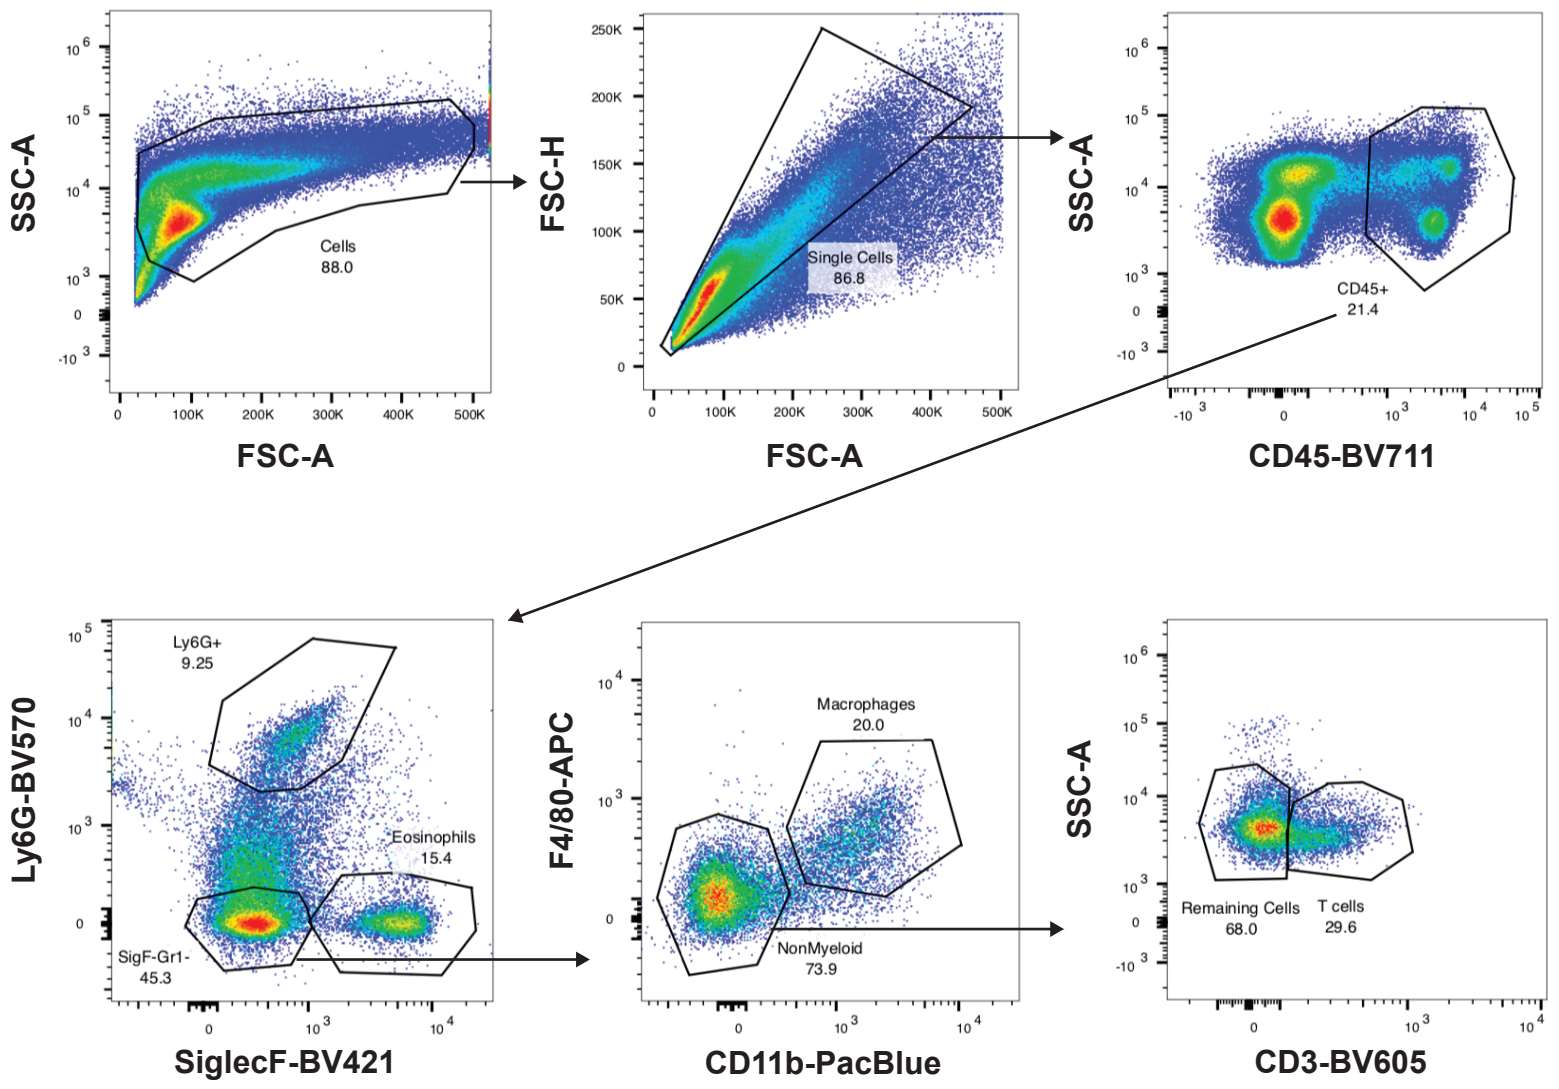 10 6
10 5
10 4
10 3
0
-10 3
SSC-A
Cells
88.0
0 100K 200K 300K 400K 500K
FSC-A
250K
200K
150K
100K
50K
0
FSC-H
Single Cells
86.8
0 100K 200K 300K 400K 500K
FSC-A
10 6
10 5
10 4
10 3
0
-10 3
SSC-A
CD45+
21.4
-10 3 0 10 3 10 4 10 5
CD45-BV711
10 5
10 4
10 3
0
Ly6G-BV570
Ly6G+
9.25
Eosinophils
15.4
SigF-Gr1-
45.3
0 10 3 10 4
SiglecF-BV421
10 4
10 3
0
F4/80-APC
Macrophages
20.0
NonMyeloid
73.9
0 10 3 10 4
CD11b-PacBlue
10 6
10 5
10 4
10 3
0
-10 3
SSC-A
Remaining Cells
68.0
T cells
29.6
0 10 3 10 4
CD3-BV605